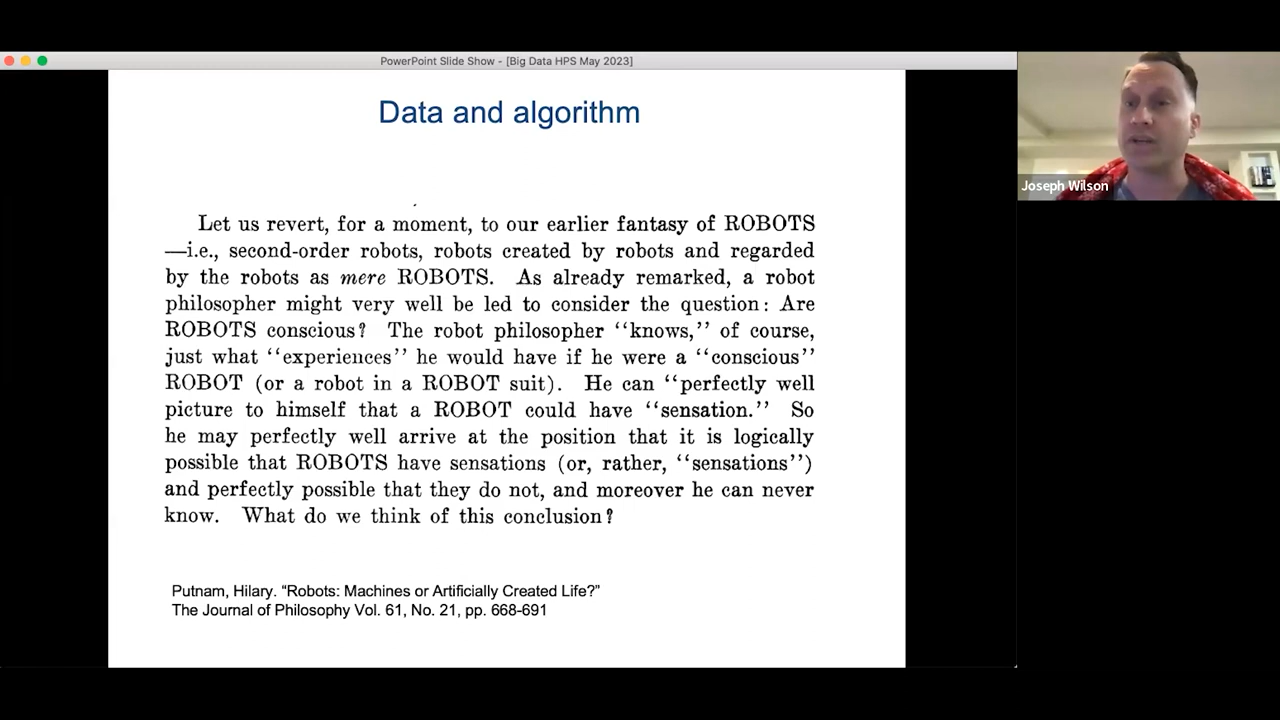 PowerPoint Slide Show - [Big Data HPS May 2023]
Data and algorithm
Let us revert, for a moment, to our earlier fantasy of ROBOTS
—i.e., second-order robots, robots created by robots and regarded
by the robots as mere ROBOTS. As already remarked, a robot
philosopher might very well be led to consider the question: Are
ROBOTS conscious? The robot philosopher ‘‘knows,’’ of course,
just what ‘‘experiences’’ he would have if he were a ‘‘conscious’’
ROBOT (or a robot in a ROBOT suit). He can ‘‘perfectly well
picture to himself that a ROBOT could have ‘‘sensation.’’ So
he may perfectly well arrive at the position that it is logically
possible that ROBOTS have sensations (or, rather, ‘‘sensations’’)
and perfectly possible that they do not, and moreover he can never
know. What do we think of this conclusion?
Putnam, Hilary. “Robots: Machines or Artificially Created Life?”
The Journal of Philosophy Vol. 61, No. 21, pp. 668-691
Joseph Wilson